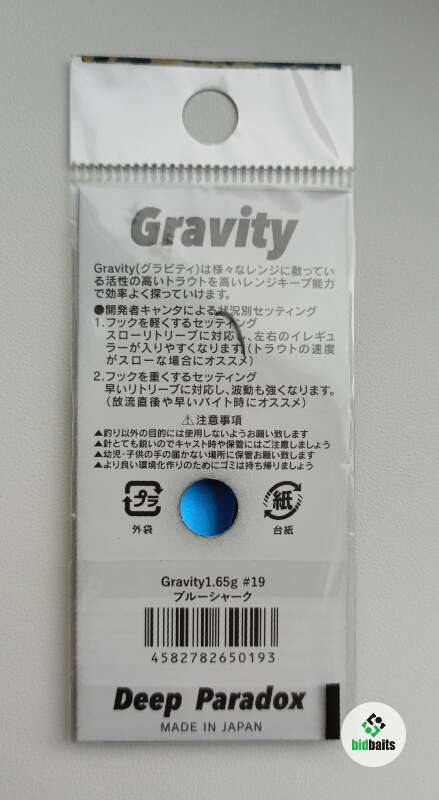 Gravity
Gravity(グラビティ)は様々なレンジに散ってい
る活性の高いトラウトを高いレンジキープ能力
で効率よく探っていけます。
●開発者キャンタによる状況別セッティング
1.フックを軽くするセッティング
スローリトリーブに対応し、左右のイレギュ
ラーが入りやすくなります(トラウトの速度
がスローな場合にオススメ)
2.フックを重くするセッティング
早いリトリーブに対応し、波動も強くなります。
(放流直後や早いバイト時にオススメ)
⚠注意事項
▲釣り以外の目的には使用しないようお願い致します
▲針とても鋭いのでキャスト時や保管にはご注意しましょう
▲幼児・子供の手の届かない場所に保管お願い致します
▲より良い環境化作りのためにゴミは持ち帰りましょう
プラ
紙
外袋
台紙
Gravity1.65g #19
ブルーシャーク
4582782650193
Deep Paradox
MADE IN JAPAN
bidbaits